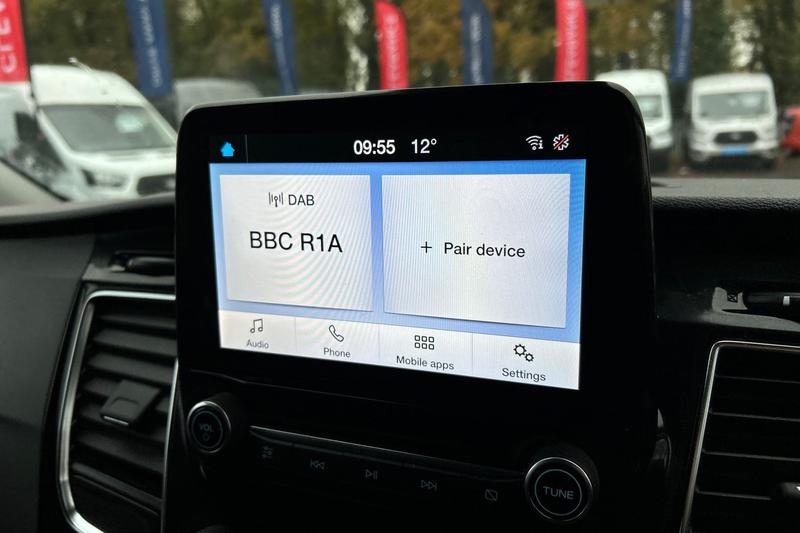 09:55 12°
DAB
BBC R1A
+ Pair device
Audio
Phone
Mobile apps
Settings
VOL
TUNE